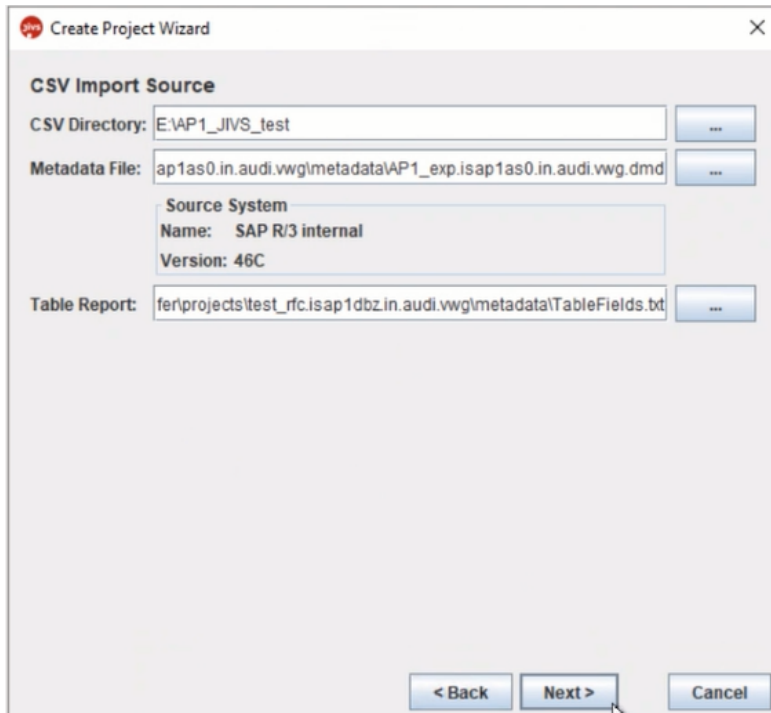 JIVS Create Project Wizard
CSV Import Source
CSV Directory: E:\AP1_JIVS_test ...
Metadata File: ap1as0.in.audi.vwg\metadata\AP1_exp.isap1as0.in.audi.vwg.dmd ...
Source System
Name: SAP R/3 internal
Version: 46C
Table Report: fer\projects\test_rfc.isap1dbz.in.audi.vwg\metadata\TableFields.txt ...
< Back Next > Cancel